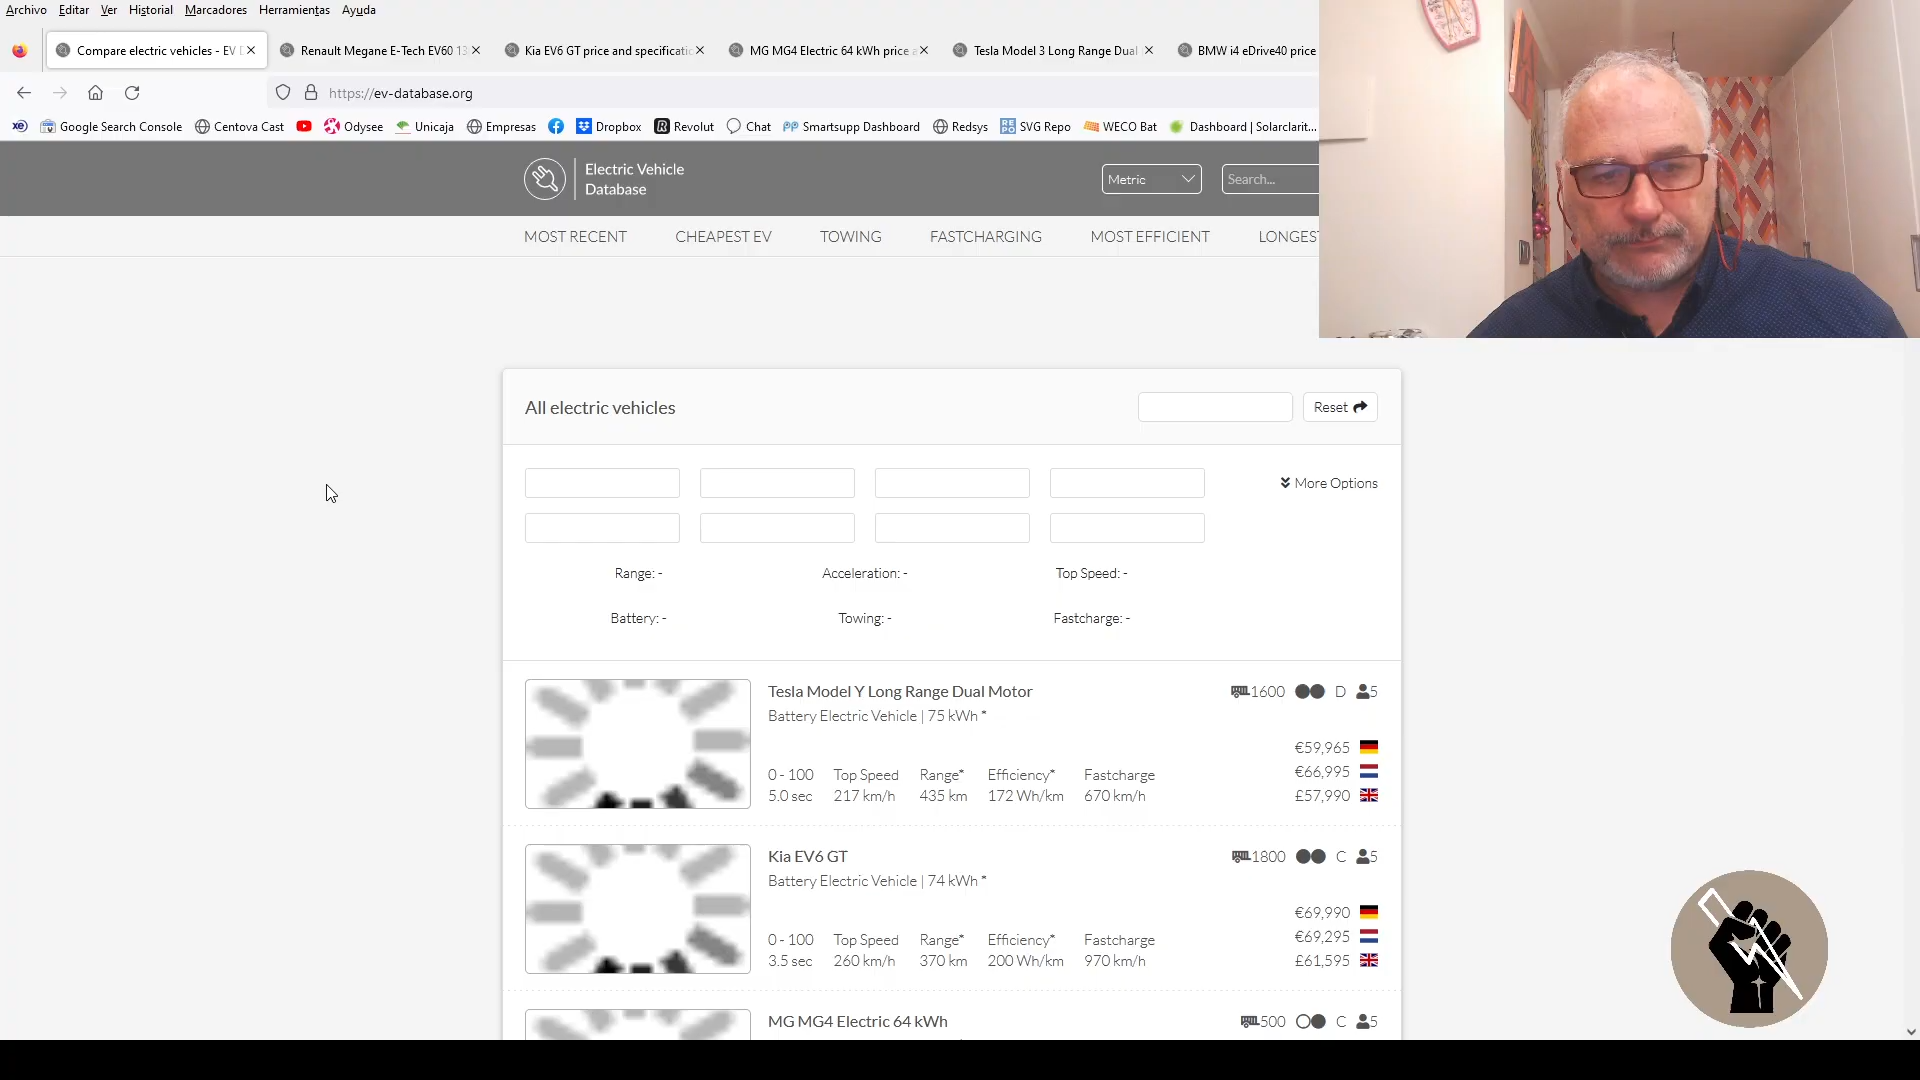 Archivo Editar Ver Historial Marcadores Herramientas Ayuda
Compare electric vehicles - EV Renault Megane E-Tech EV60 13 Kia EV6 GT price and specificatio MG MG4 Electric 64 kWh price a Tesla Model 3 Long Range Dual BMW i4 eDrive40 price
https://ev-database.org
Google Search Console Centova Cast Odysee Unicaja Empresas Dropbox Revolut Chat Smartsupp Dashboard Redsys SVG Repo WECO Bat Dashboard | Solarclarit...
Electric Vehicle
Database
Metric Search...
MOST RECENT CHEAPEST EV TOWING FASTCHARGING MOST EFFICIENT LONGEST
All electric vehicles Reset
More Options
Range: - Acceleration: - Top Speed: -
Battery: - Towing: - Fastcharge: -
Tesla Model Y Long Range Dual Motor 1600 D 5
Battery Electric Vehicle | 75 kWh *
€59,965
0 - 100 Top Speed Range* Efficiency* Fastcharge €66,995
5.0 sec 217 km/h 435 km 172 Wh/km 670 km/h £57,990
Kia EV6 GT 1800 C 5
Battery Electric Vehicle | 74 kWh *
€69,990
0 - 100 Top Speed Range* Efficiency* Fastcharge €69,295
3.5 sec 260 km/h 370 km 200 Wh/km 970 km/h £61,595
MG MG4 Electric 64 kWh 500 C 5